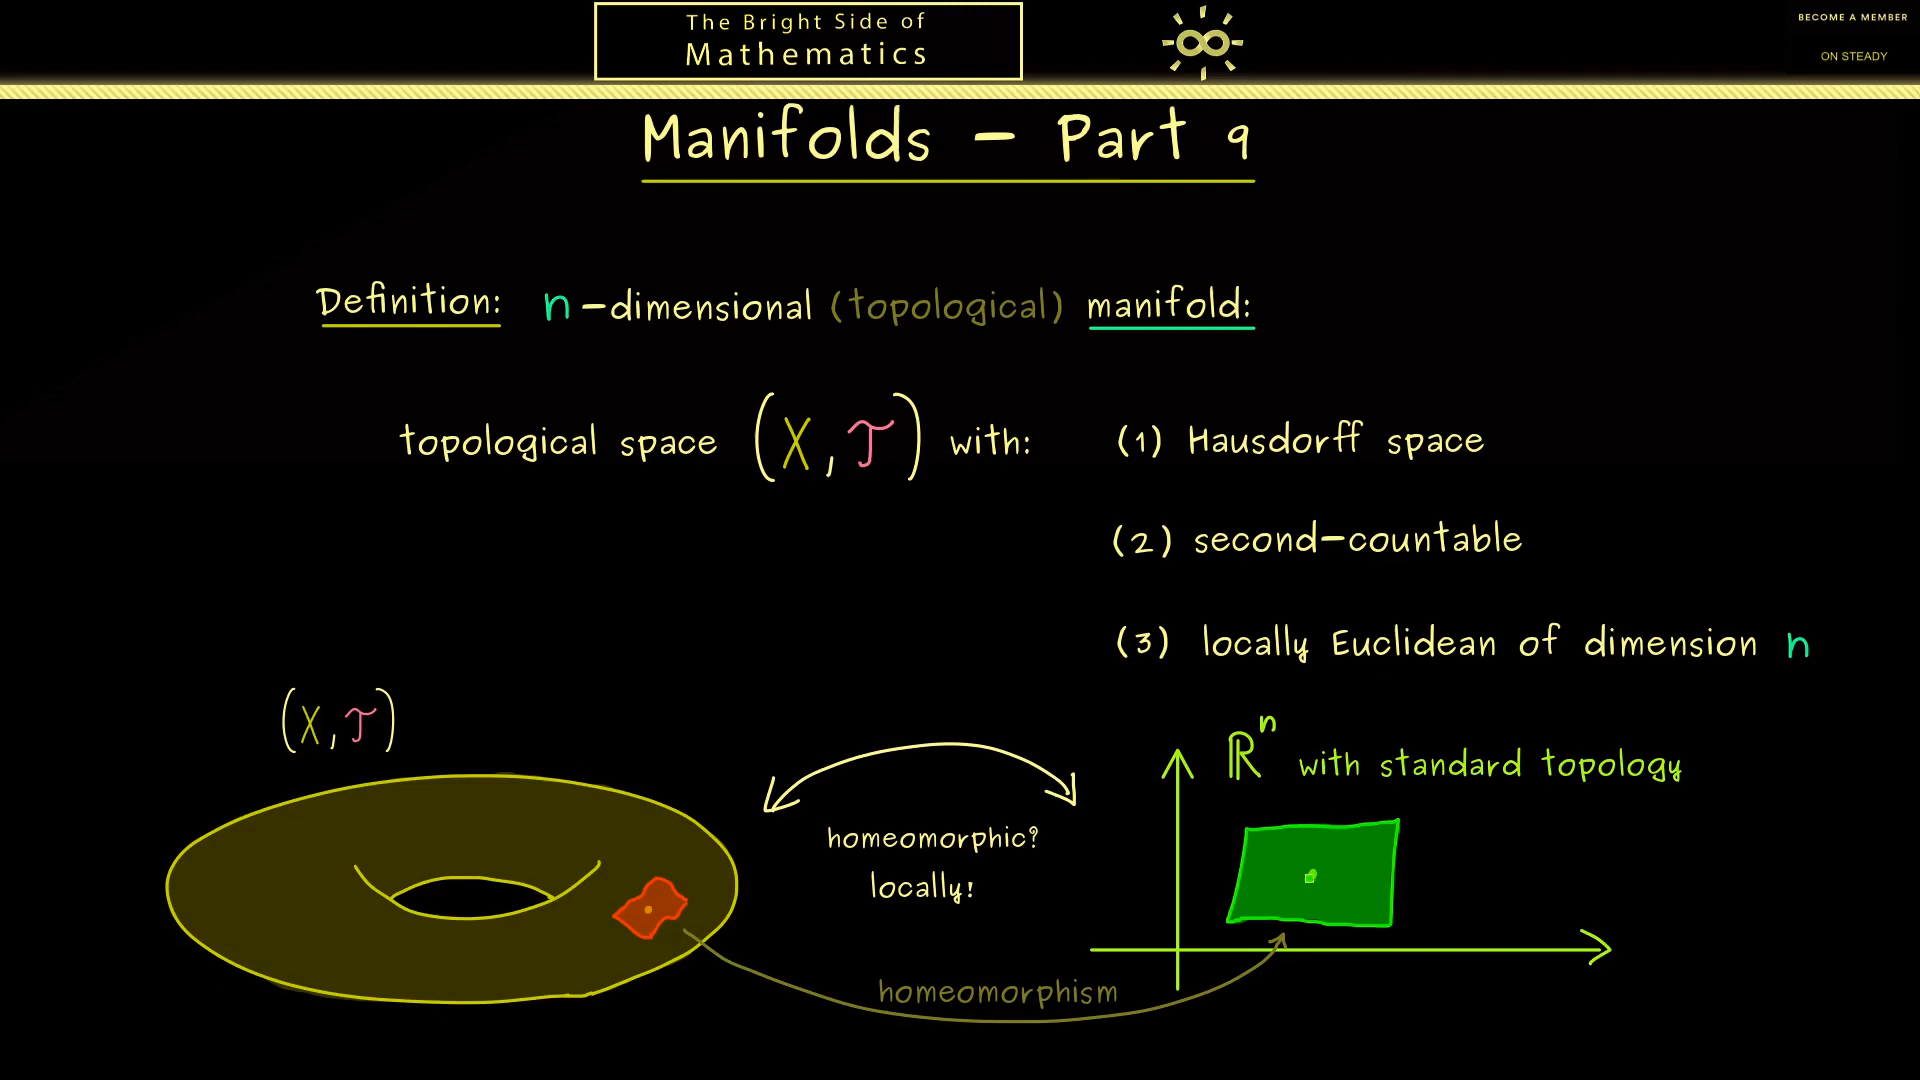 The Bright Side of
Mathematics
BECOME A MEMBER
ON STEADY
Manifolds – Part 9
Definition: n-dimensional (topological) manifold:
topological space (X, 𝒯) with: (1) Hausdorff space
(2) second-countable
(3) locally Euclidean of dimension n
(X, 𝒯)
ℝⁿ with standard topology
homeomorphic?
locally!
homeomorphism